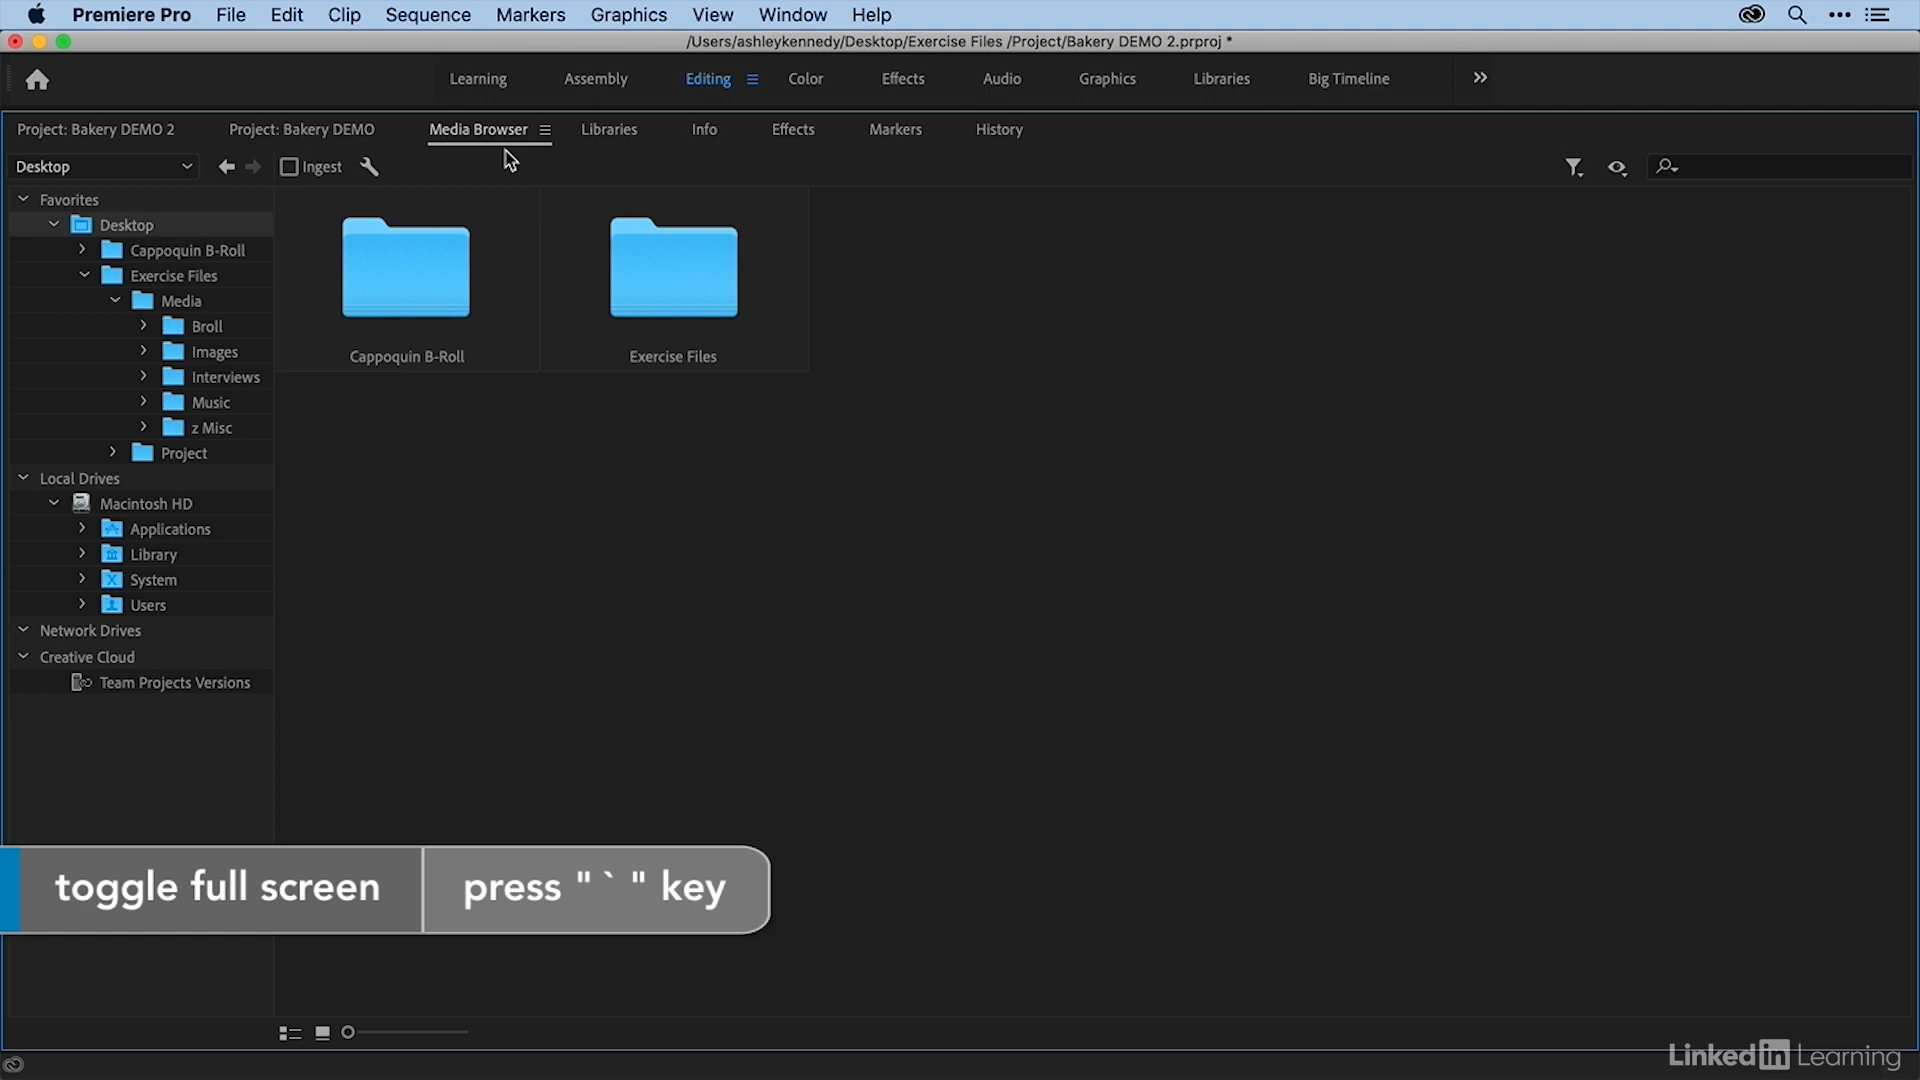 Premiere Pro File Edit Clip Sequence Markers Graphics View Window Help
/Users/ashleykennedy/Desktop/Exercise Files /Project/Bakery DEMO 2.prproj *
Learning Assembly Editing Color Effects Audio Graphics Libraries Big Timeline
Project: Bakery DEMO 2 Project: Bakery DEMO Media Browser Libraries Info Effects Markers History
Desktop Ingest
Favorites
Desktop
Cappoquin B-Roll
Exercise Files
Media
Broll
Images
Interviews
Music
z Misc
Project
Local Drives
Macintosh HD
Applications
Library
System
Users
Network Drives
Creative Cloud
Team Projects Versions
Cappoquin B-Roll Exercise Files
toggle full screen press "`" key
LinkedIn Learning